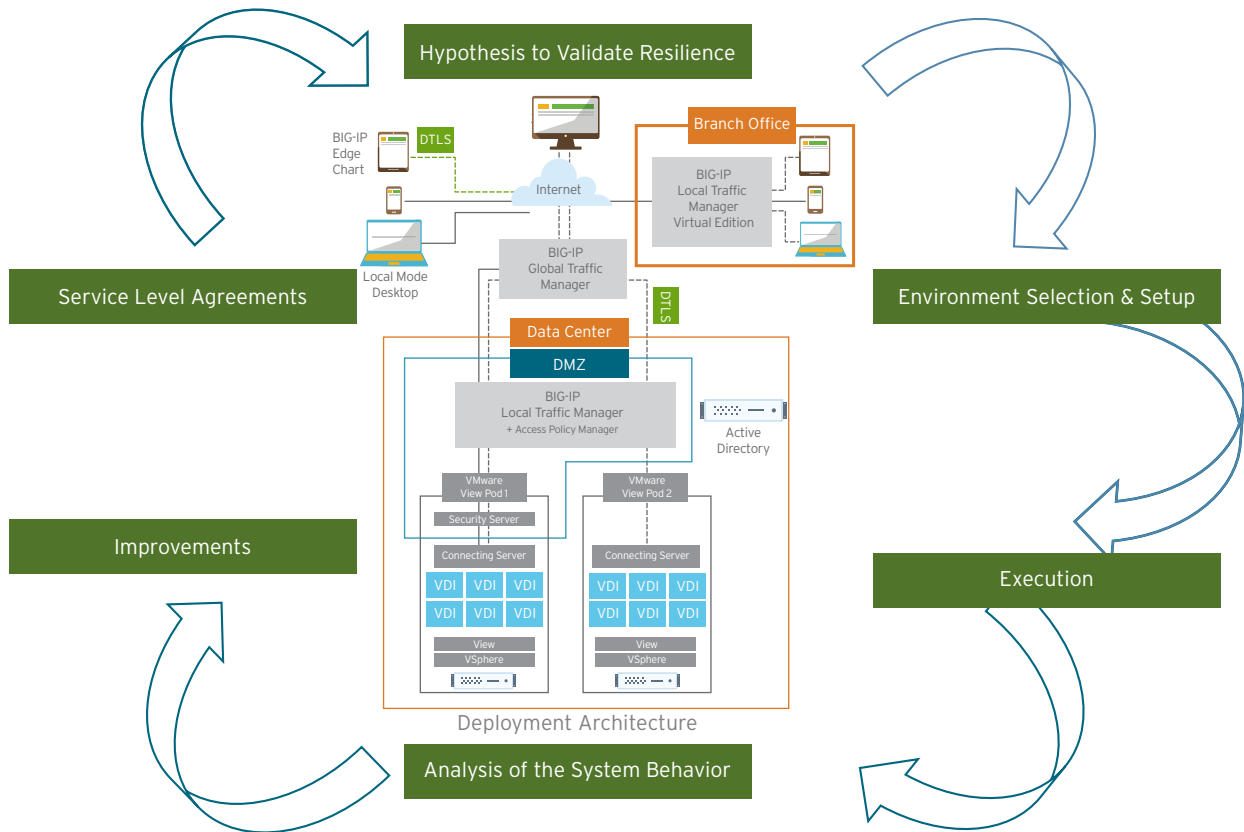 Hypothesis to Validate Resilience
BIG-IP
Edge
Chart
DTLS
Internet
Branch Office
BIG-IP
Local Traffic
Manager
Virtual Edition
Local Mode
Desktop
BIG-IP
Global Traffic
Manager
DTLS
Service Level Agreements
Environment Selection & Setup
Data Center
DMZ
BIG-IP
Local Traffic Manager
+ Access Policy Manager
Active
Directory
VMware
View Pod 1
Security Server
Connecting Server
VDI VDI VDI
VDI VDI VDI
View
VSphere
VMware
View Pod 2
Connecting Server
VDI VDI VDI
VDI VDI VDI
View
VSphere
Improvements
Execution
Deployment Architecture
Analysis of the System Behavior